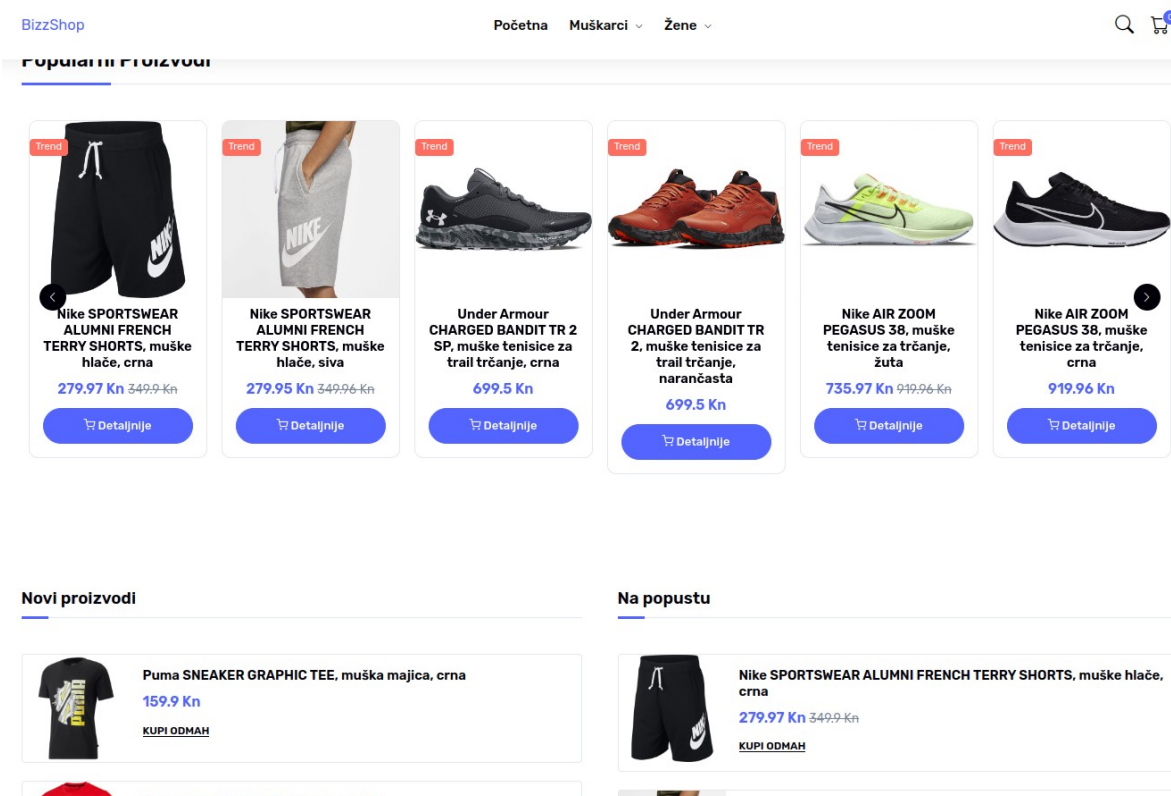 BizzShop
Početna Muškarci Žene
Popularni Proizvodi
Trend
Trend
Trend
Trend
Trend
Trend
NIKE
NIKE
Nike SPORTSWEAR
ALUMNI FRENCH
TERRY SHORTS, muške
hlače, crna
279.97 Kn 349.9 Kn
Detaljnije
Nike SPORTSWEAR
ALUMNI FRENCH
TERRY SHORTS, muške
hlače, siva
279.95 Kn 349.96 Kn
Detaljnije
Under Armour
CHARGED BANDIT TR 2
SP, muške tenisice za
trail trčanje, crna
699.5 Kn
Detaljnije
Under Armour
CHARGED BANDIT TR
2, muške tenisice za
trail trčanje,
narančasta
699.5 Kn
Detaljnije
Nike AIR ZOOM
PEGASUS 38, muške
tenisice za trčanje,
žuta
735.97 Kn 919.96 Kn
Detaljnije
Nike AIR ZOOM
PEGASUS 38, muške
tenisice za trčanje,
crna
919.96 Kn
Detaljnije
Novi proizvodi
PUMA
Puma SNEAKER GRAPHIC TEE, muška majica, crna
159.9 Kn
KUPI ODMAH
Na popustu
NIKE
Nike SPORTSWEAR ALUMNI FRENCH TERRY SHORTS, muške hlače,
crna
279.97 Kn 349.9 Kn
KUPI ODMAH